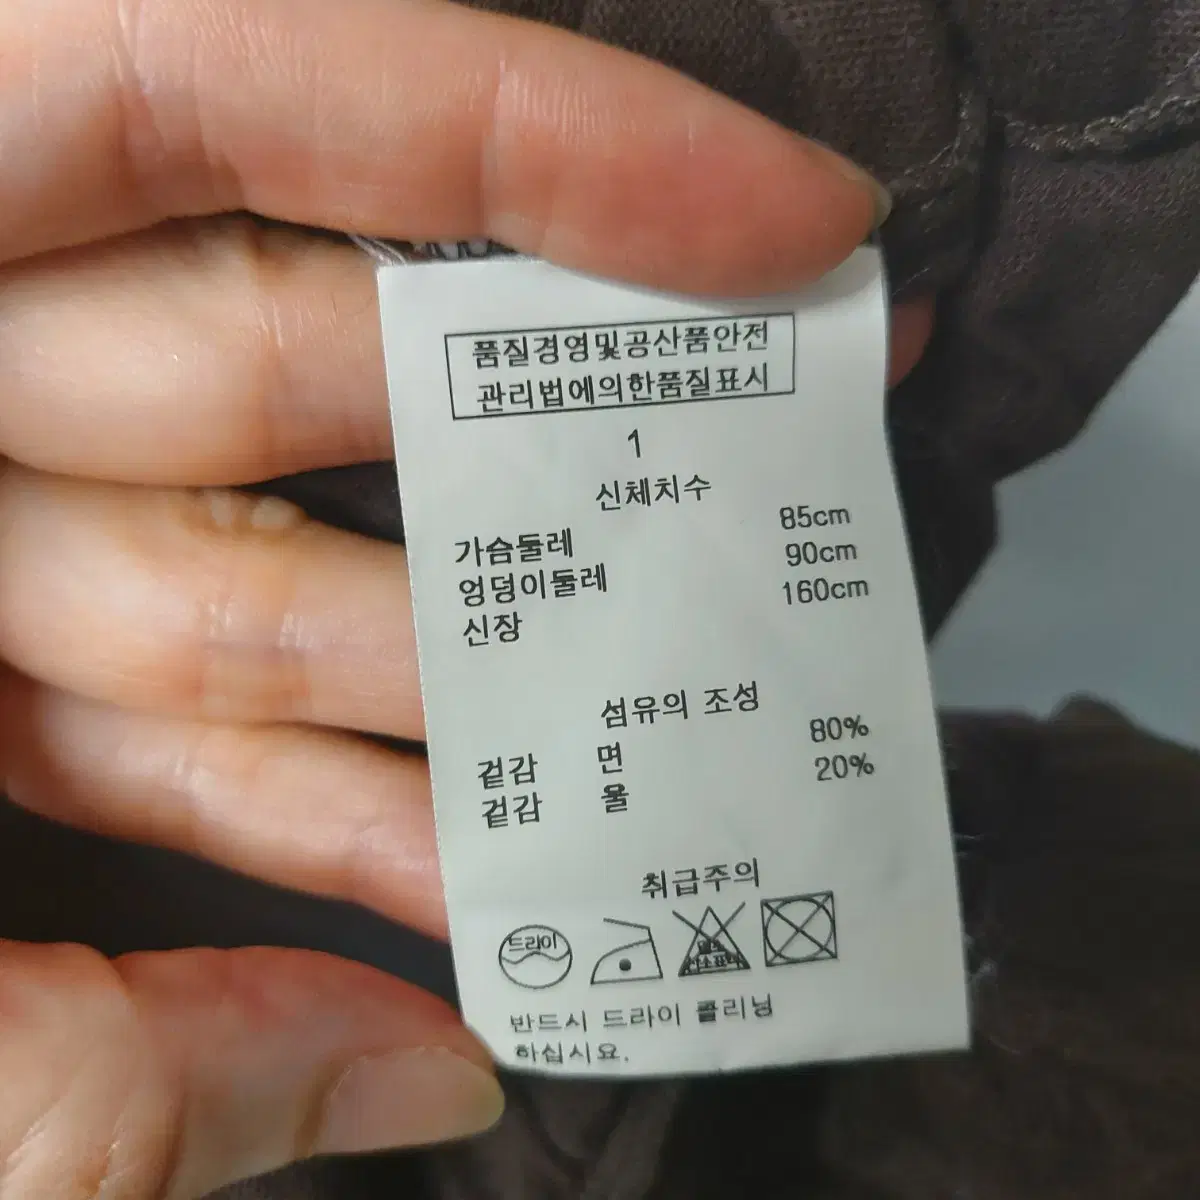 품질경영및공산품안전
관리법에의한품질표시
1
신체치수
가슴둘레 85cm
엉덩이둘레 90cm
신장 160cm
섬유의 조성
겉감 면 80%
겉감 울 20%
취급주의
드라이
반드시 드라이 클리닝
하십시요.